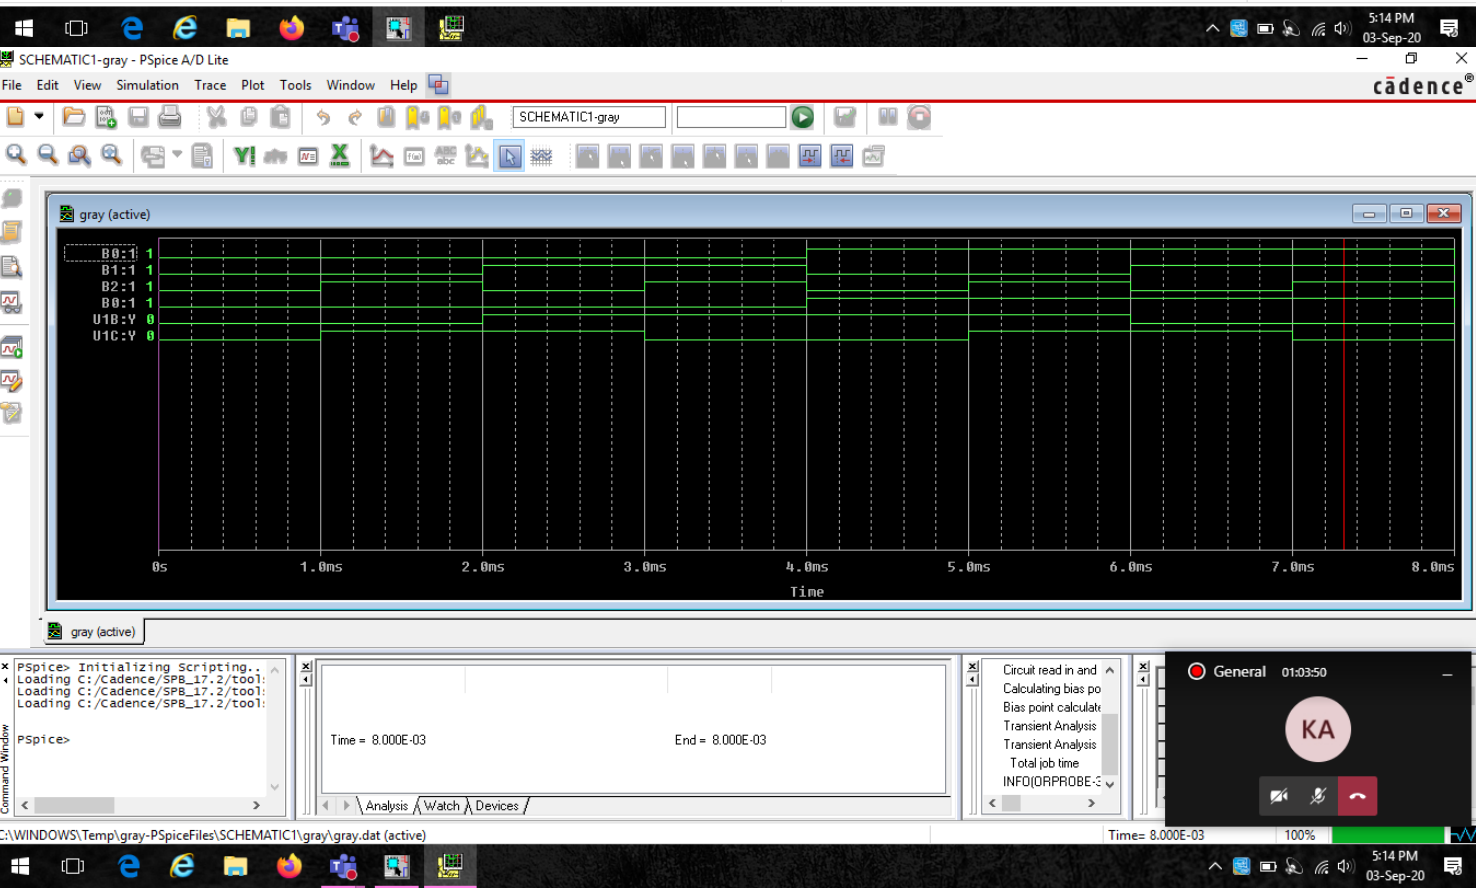 5:14 PM
03-Sep-20
SCHEMATIC1-gray - PSpice A/D Lite
File Edit View Simulation Trace Plot Tools Window Help
cādence®
SCHEMATIC1-gray
gray (active)
B0:1 1
B1:1 1
B2:1 1
B0:1 1
U1B:Y 0
U1C:Y 0
0s 1.0ms 2.0ms 3.0ms 4.0ms 5.0ms 6.0ms 7.0ms 8.0ms
Time
gray (active)
PSpice> Initializing Scripting..
Loading C:/Cadence/SPB_17.2/tool
Loading C:/Cadence/SPB_17.2/tool
Loading C:/Cadence/SPB_17.2/tool
PSpice>
Command Window
Time = 8.000E-03 End = 8.000E-03
Analysis Watch Devices
Circuit read in and
Calculating bias po
Bias point calculate
Transient Analysis
Transient Analysis
Total job time
INFO(ORPROBE-3
General 01:03:50
KA
C:\WINDOWS\Temp\gray-PSpiceFiles\SCHEMATIC1\gray\gray.dat (active)
Time= 8.000E-03 100%
5:14 PM
03-Sep-20